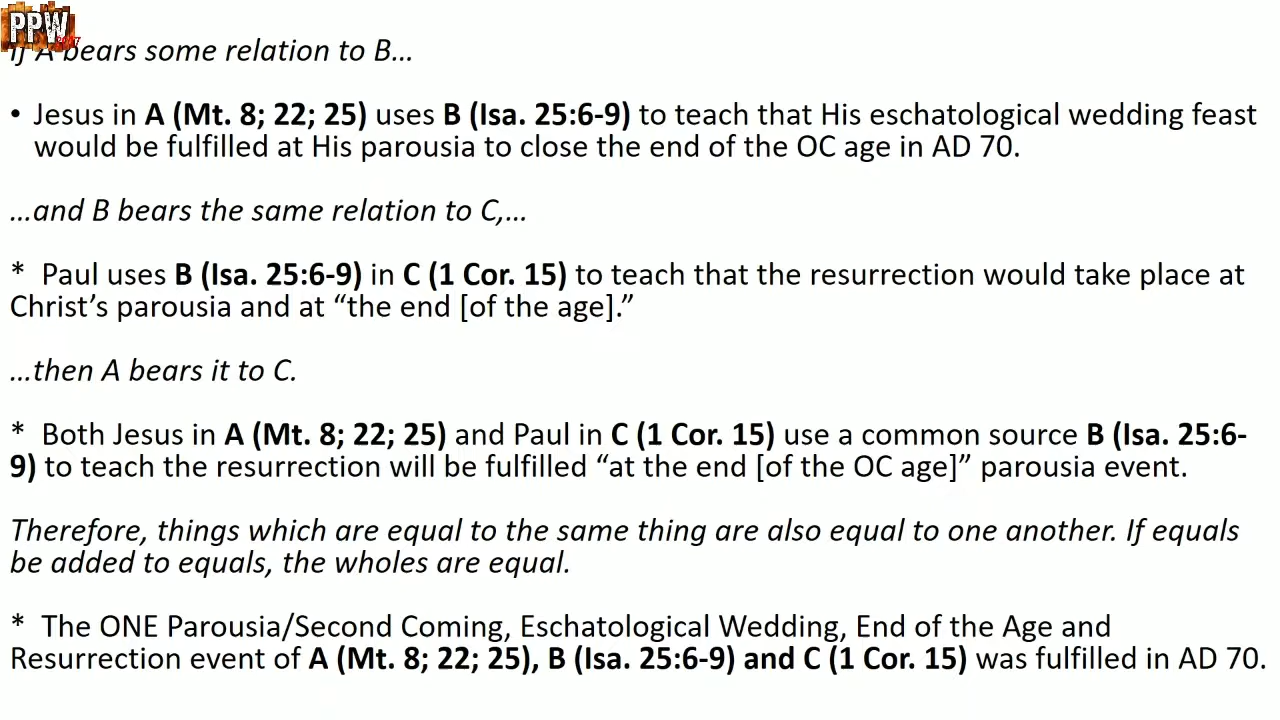 PPW
If A bears some relation to B…
• Jesus in A (Mt. 8; 22; 25) uses B (Isa. 25:6-9) to teach that His eschatological wedding feast
would be fulfilled at His parousia to close the end of the OC age in AD 70.
…and B bears the same relation to C,…
* Paul uses B (Isa. 25:6-9) in C (1 Cor. 15) to teach that the resurrection would take place at
Christ’s parousia and at “the end [of the age].”
…then A bears it to C.
* Both Jesus in A (Mt. 8; 22; 25) and Paul in C (1 Cor. 15) use a common source B (Isa. 25:6-
9) to teach the resurrection will be fulfilled “at the end [of the OC age]” parousia event.
Therefore, things which are equal to the same thing are also equal to one another. If equals
be added to equals, the wholes are equal.
* The ONE Parousia/Second Coming, Eschatological Wedding, End of the Age and
Resurrection event of A (Mt. 8; 22; 25), B (Isa. 25:6-9) and C (1 Cor. 15) was fulfilled in AD 70.